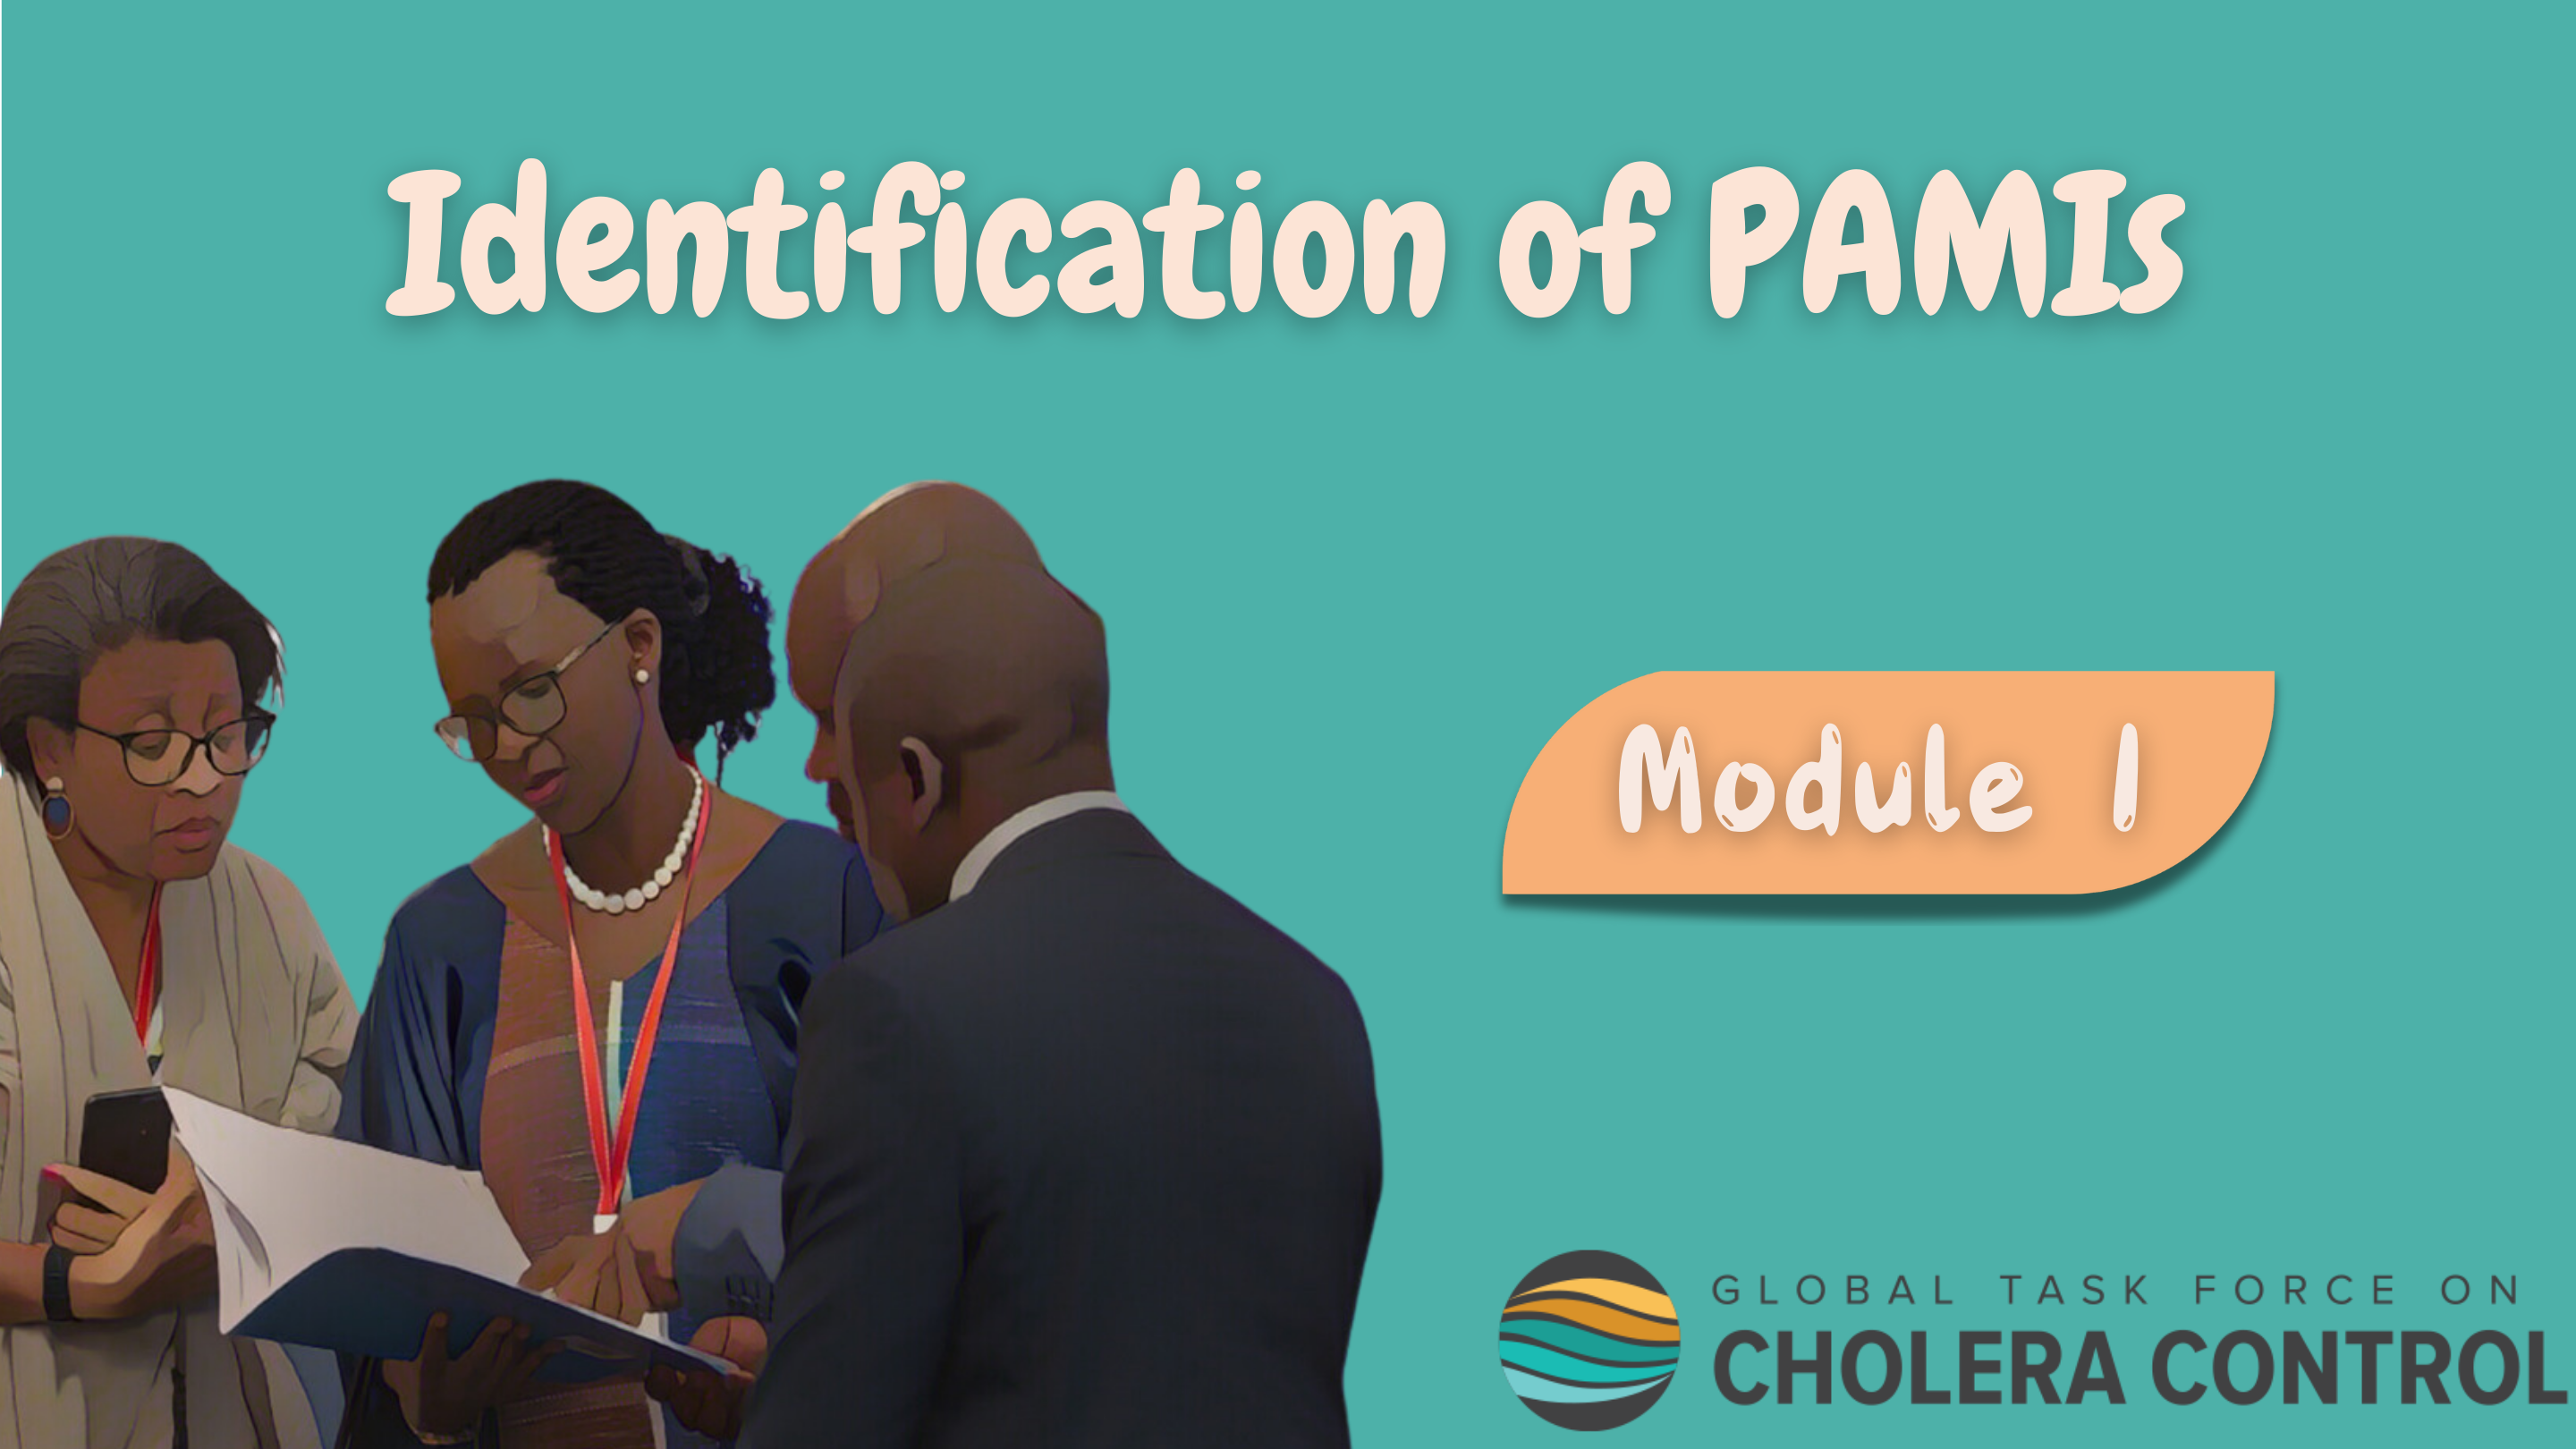 Identification of PAMIs
Module 1
GLOBAL TASK FORCE ON
CHOLERA CONTROL